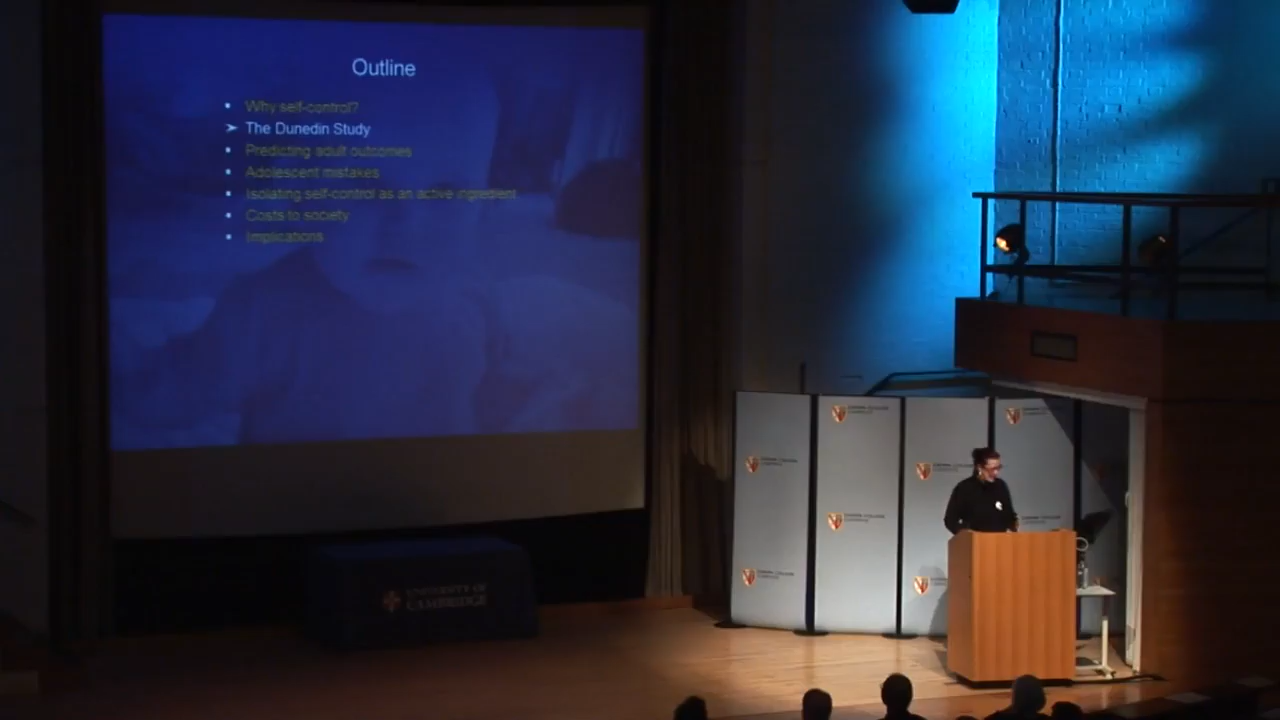 Outline
Why self-control?
The Dunedin Study
Predicting adult outcomes
Adolescent mistakes
Isolating self-control as an active ingredient
Costs to society
Implications
UNIVERSITY OF
CAMBRIDGE